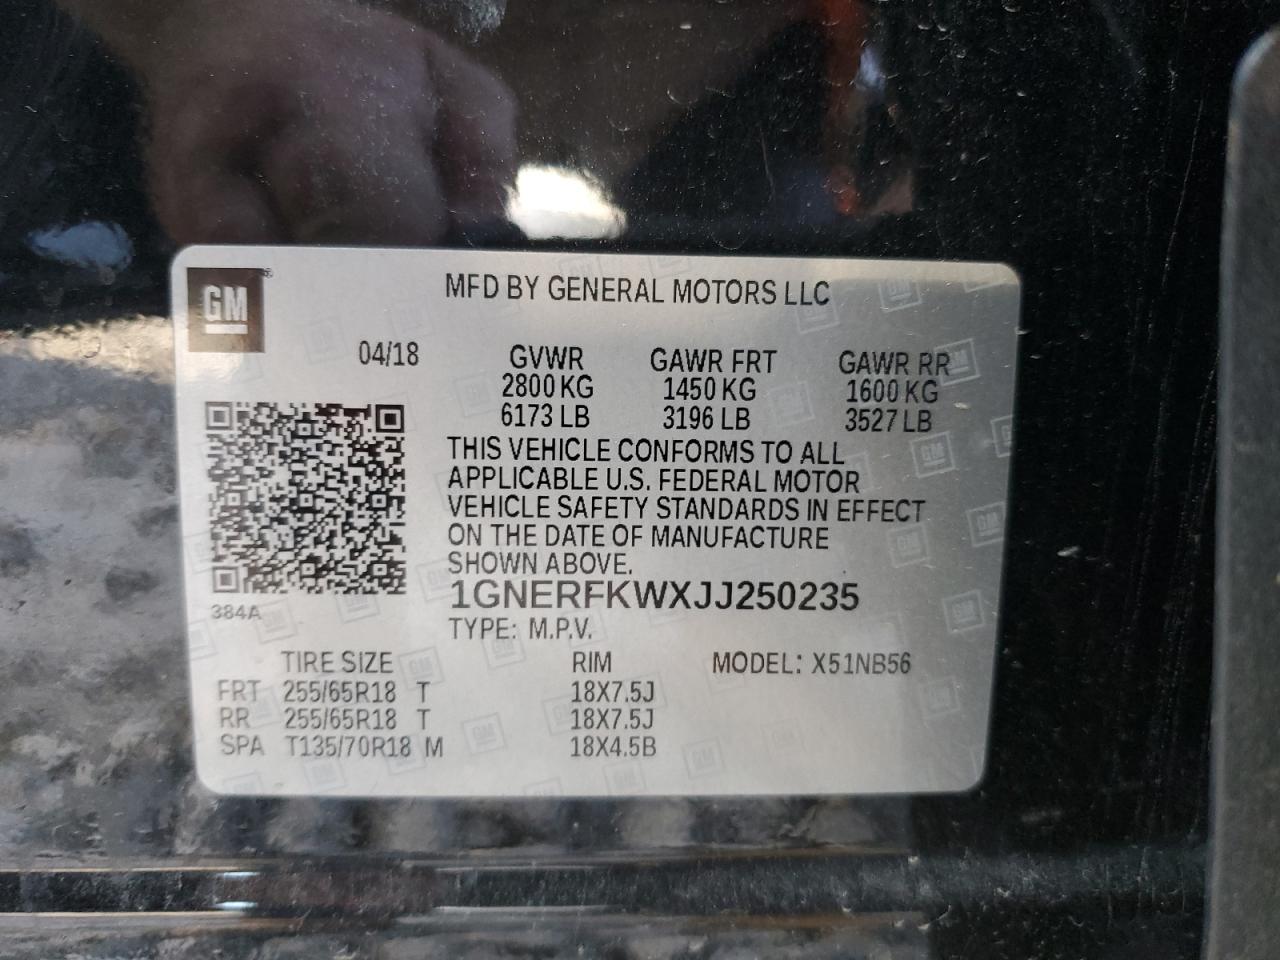 GM ®
MFD BY GENERAL MOTORS LLC
04/18 GVWR GAWR FRT GAWR RR
2800 KG 1450 KG 1600 KG
6173 LB 3196 LB 3527 LB
THIS VEHICLE CONFORMS TO ALL
APPLICABLE U.S. FEDERAL MOTOR
VEHICLE SAFETY STANDARDS IN EFFECT
ON THE DATE OF MANUFACTURE
SHOWN ABOVE.
1GNERFKWXJJ250235
384A
TYPE: M.P.V.
TIRE SIZE RIM MODEL: X51NB56
FRT 255/65R18 T 18X7.5J
RR 255/65R18 T 18X7.5J
SPA T135/70R18 M 18X4.5B